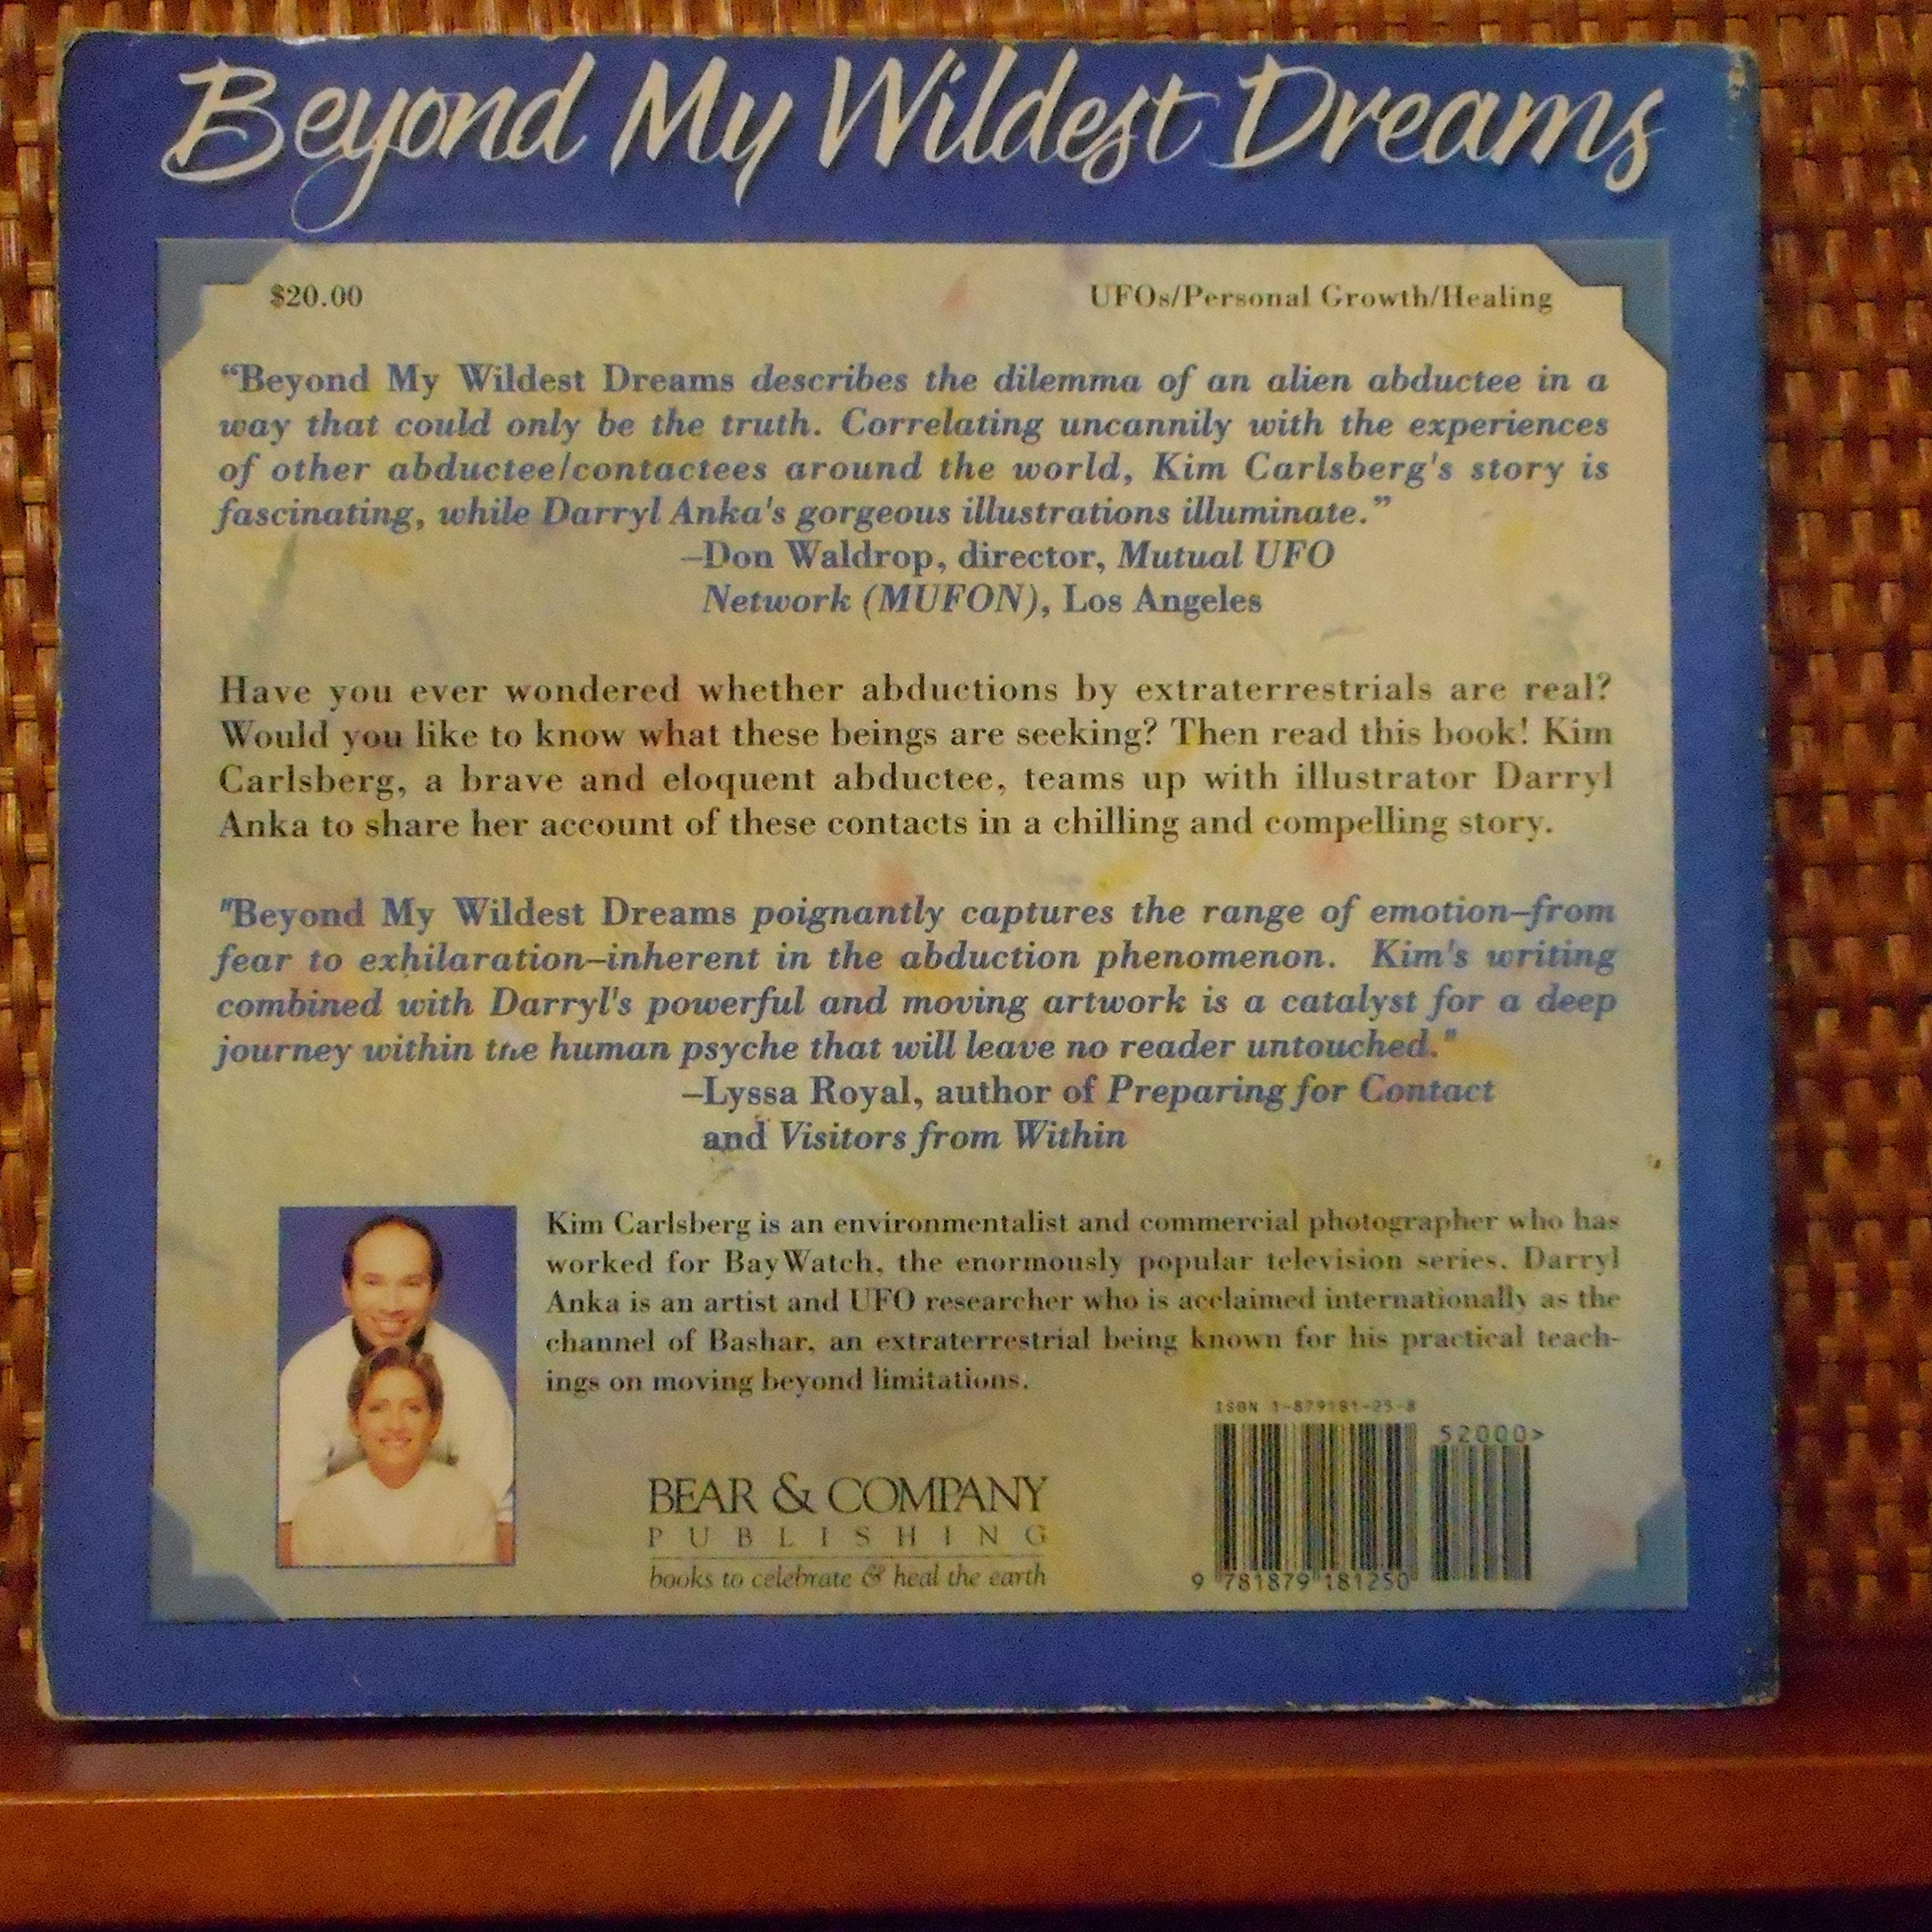 Beyond My Wildest Dreams
$20.00 UFOs/Personal Growth/Healing
“Beyond My Wildest Dreams describes the dilemma of an alien abductee in a
way that could only be the truth. Correlating uncannily with the experiences
of other abductee/contactees around the world, Kim Carlsberg's story is
fascinating, while Darryl Anka's gorgeous illustrations illuminate.”
–Don Waldrop, director, Mutual UFO
Network (MUFON), Los Angeles
Have you ever wondered whether abductions by extraterrestrials are real?
Would you like to know what these beings are seeking? Then read this book! Kim
Carlsberg, a brave and eloquent abductee, teams up with illustrator Darryl
Anka to share her account of these contacts in a chilling and compelling story.
"Beyond My Wildest Dreams poignantly captures the range of emotion–from
fear to exhilaration–inherent in the abduction phenomenon. Kim's writing
combined with Darryl's powerful and moving artwork is a catalyst for a deep
journey within the human psyche that will leave no reader untouched."
–Lyssa Royal, author of Preparing for Contact
and Visitors from Within
Kim Carlsberg is an environmentalist and commercial photographer who has
worked for BayWatch, the enormously popular television series. Darryl
Anka is an artist and UFO researcher who is acclaimed internationally as the
channel of Bashar, an extraterrestrial being known for his practical teach-
ings on moving beyond limitations.
BEAR & COMPANY
PUBLISHING
books to celebrate & heal the earth
ISBN 1-879181-25-8
52000>
9 781879 181250